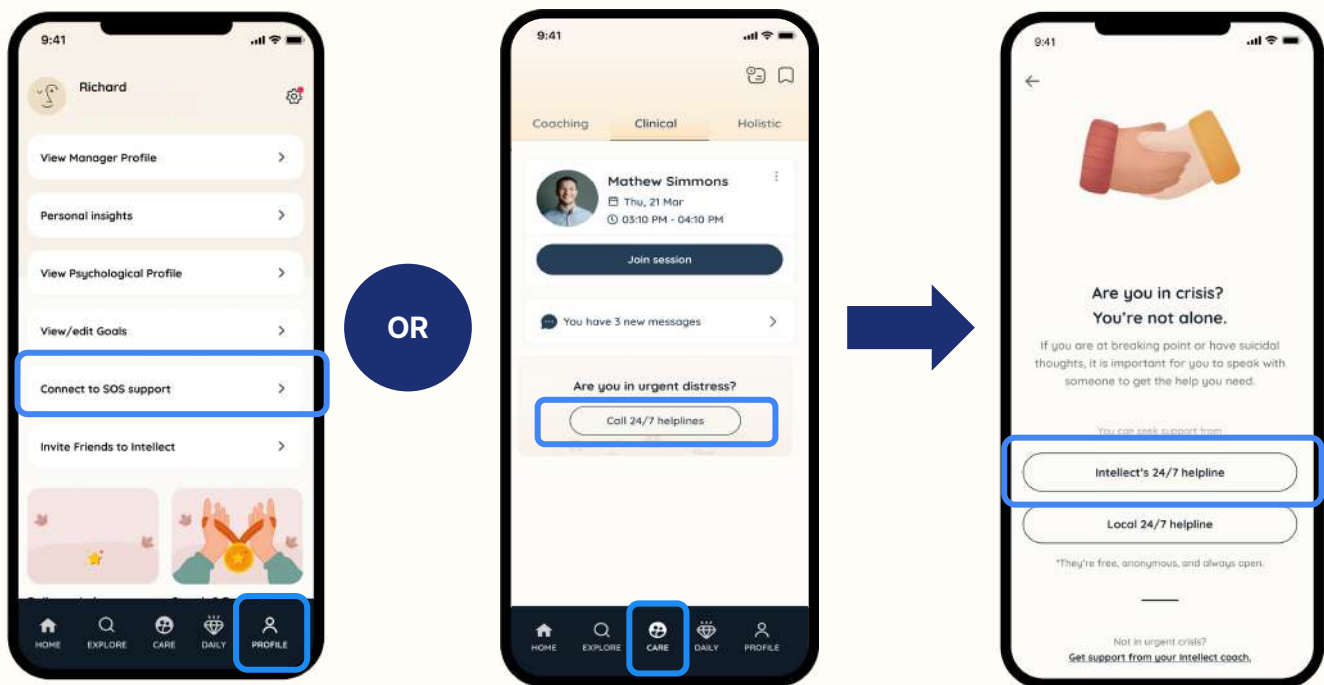 9:41
Richard
View Manager Profile
Personal insights
View Psychological Profile
View/edit Goals
Connect to SOS support
Invite Friends to Intellect
HOME
EXPLORE
CARE
DAILY
PROFILE
OR
9:41
Coaching
Clinical
Holistic
Mathew Simmons
Thu, 21 Mar
03:10 PM - 04:10 PM
Join session
You have 3 new messages
Are you in urgent distress?
Call 24/7 helplines
HOME
EXPLORE
CARE
DAILY
PROFILE
9:41
Are you in crisis?
You're not alone.
If you are at breaking point or have suicidal
thoughts, it is important for you to speak with
someone to get the help you need.
You can seek support from
Intellect's 24/7 helpline
Local 24/7 helpline
*They're free, anonymous, and always open.
Not in urgent crisis?
Get support from your Intellect coach.